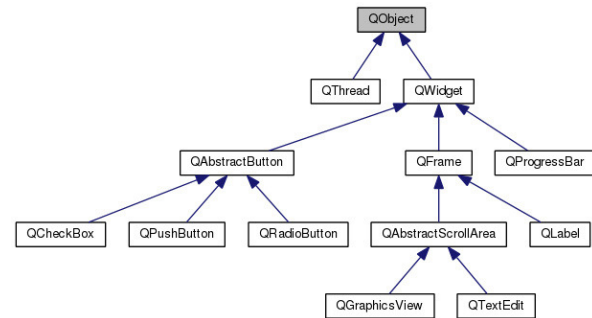 QObject
QThread
QWidget
QAbstractButton
QFrame
QProgressBar
QCheckBox
QPushButton
QRadioButton
QAbstractScrollArea
QLabel
QGraphicsView
QTextEdit